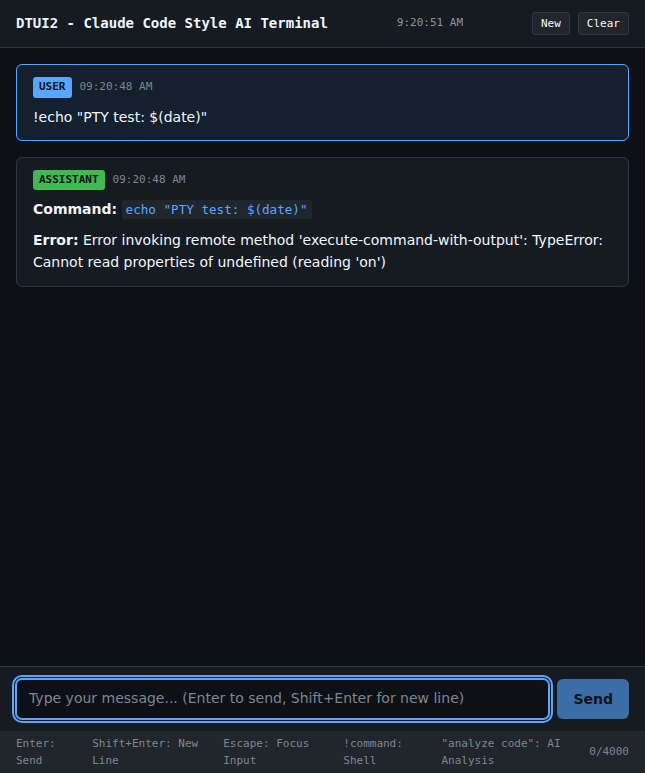 DTUI2 - Claude Code Style AI Terminal 9:20:51 AM New Clear
USER 09:20:48 AM
!echo "PTY test: $(date)"
ASSISTANT 09:20:48 AM
Command: echo "PTY test: $(date)"
Error: Error invoking remote method 'execute-command-with-output': TypeError:
Cannot read properties of undefined (reading 'on')
Type your message... (Enter to send, Shift+Enter for new line) Send
Enter: Send
Shift+Enter: New Line
Escape: Focus Input
!command: Shell
"analyze code": AI Analysis
0/4000